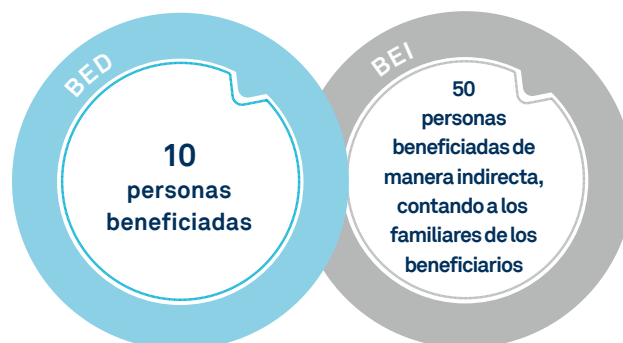 BED
10
personas
beneficiadas
BEI
50
personas
beneficiadas de
manera indirecta,
contando a los
familiares de los
beneficiarios